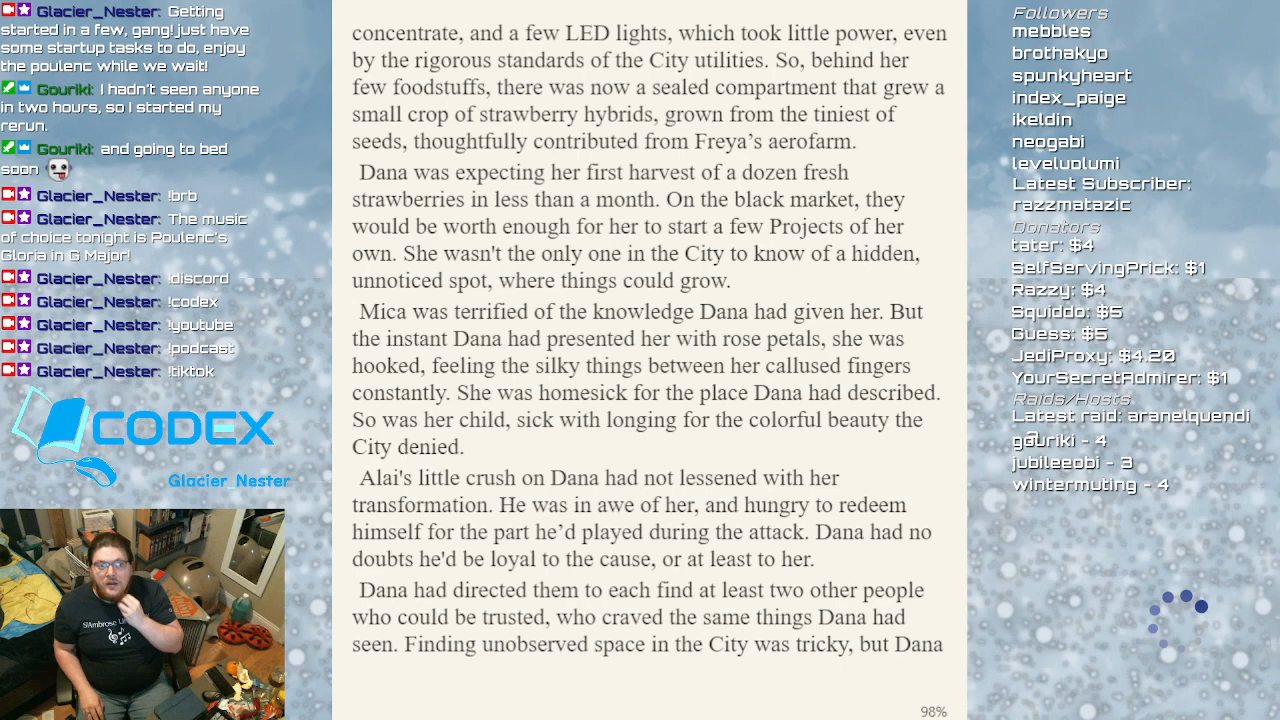 Glacier_Nester: Getting
started in a few, gang! just have
some startup tasks to do, enjoy
the poulenc while we wait!
Gouriki: I hadn't seen anyone
in two hours, so I started my
rerun.
Gouriki: and going to bed
soon
Glacier_Nester: !brb
Glacier_Nester: The music
of choice tonight is Poulenc's
Gloria in G Major!
Glacier_Nester: !discord
Glacier_Nester: !codex
Glacier_Nester: !youtube
Glacier_Nester: !podcast
Glacier_Nester: !tiktok
CODEX
Glacier_Nester
concentrate, and a few LED lights, which took little power, even
by the rigorous standards of the City utilities. So, behind her
few foodstuffs, there was now a sealed compartment that grew a
small crop of strawberry hybrids, grown from the tiniest of
seeds, thoughtfully contributed from Freya’s aerofarm.
Dana was expecting her first harvest of a dozen fresh
strawberries in less than a month. On the black market, they
would be worth enough for her to start a few Projects of her
own. She wasn't the only one in the City to know of a hidden,
unnoticed spot, where things could grow.
Mica was terrified of the knowledge Dana had given her. But
the instant Dana had presented her with rose petals, she was
hooked, feeling the silky things between her callused fingers
constantly. She was homesick for the place Dana had described.
So was her child, sick with longing for the colorful beauty the
City denied.
Alai's little crush on Dana had not lessened with her
transformation. He was in awe of her, and hungry to redeem
himself for the part he’d played during the attack. Dana had no
doubts he'd be loyal to the cause, or at least to her.
Dana had directed them to each find at least two other people
who could be trusted, who craved the same things Dana had
seen. Finding unobserved space in the City was tricky, but Dana
98%
Followers
mebbles
brothakyo
spunkyheart
index_paige
ikeldin
neogabi
leveluolumi
Latest Subscriber:
razzmatazic
Donators
tater: $4
SelfServingPrick: $1
Razzy: $4
Squiddo: $5
Guess: $5
JediProxy: $4.20
YourSecretAdmirer: $1
Raids/Hosts
Latest raid: aranelquendi
gouriki - 4
jubileeobi - 3
wintermuting - 4